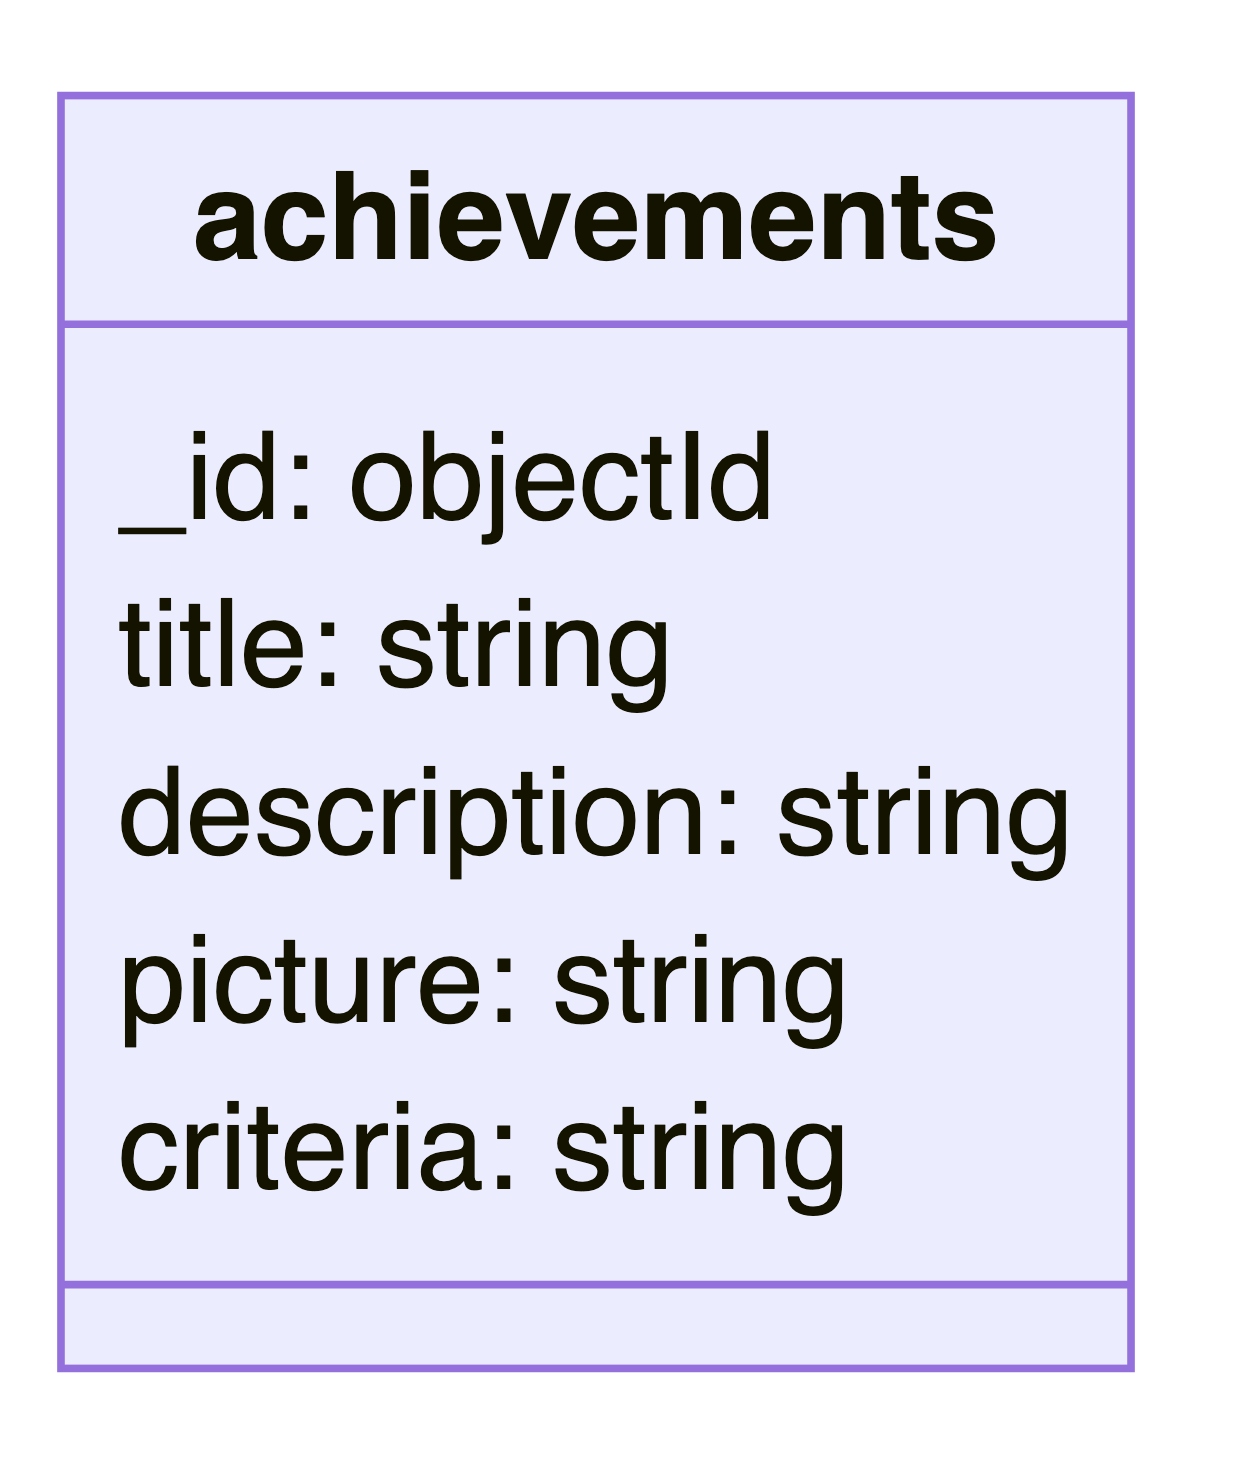 achievements
_id: objectId
title: string
description: string
picture: string
criteria: string